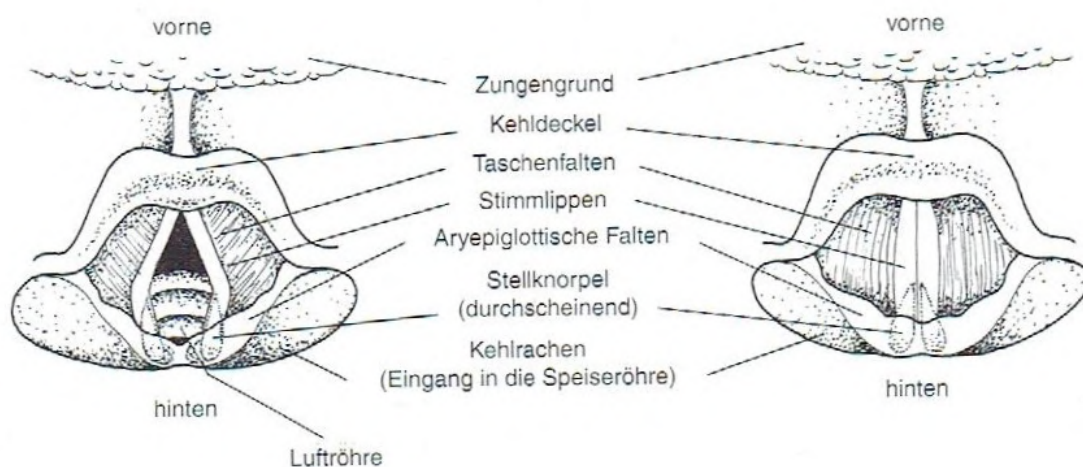 vorne
vorne
Zungengrund
Kehldeckel
Taschenfalten
Stimmlippen
Aryepiglottische Falten
Stellknorpel
(durchscheinend)
Kehlrachen
(Eingang in die Speiseröhre)
hinten
hinten
Luftröhre